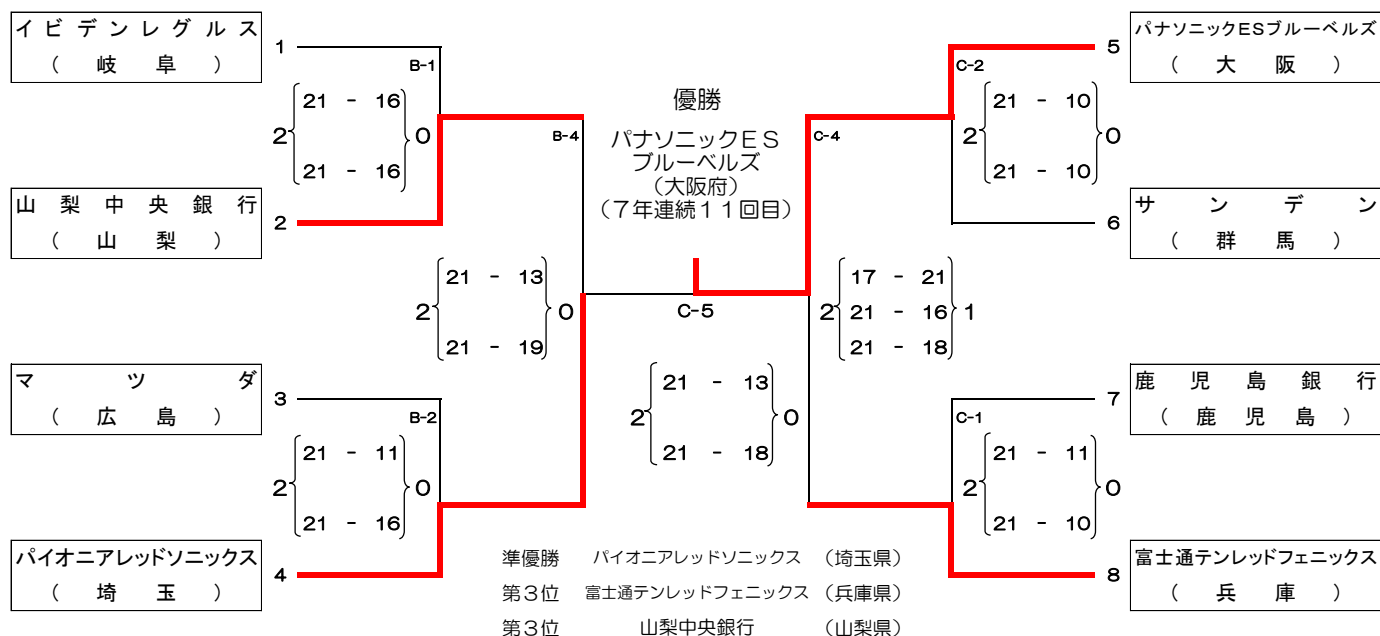 イビデンレグルス
（岐阜）
1
B-1
21 - 16
2 0
21 - 16
山梨中央銀行
（山梨）
2
B-4
21 - 13
2 0
21 - 19
マツダ
（広島）
3
B-2
21 - 11
2 0
21 - 16
パイオニアレッドソニックス
（埼玉）
4
優勝
パナソニックＥＳ
ブルーベルズ
（大阪府）
（７年連続１１回目）
C-5
21 - 13
2 0
21 - 18
パナソニックESブルーベルズ
（大阪）
5
C-2
21 - 10
2 0
21 - 10
サンデン
（群馬）
6
C-4
17 - 21
2 21 - 16 1
21 - 18
鹿児島銀行
（鹿児島）
7
C-1
21 - 11
2 0
21 - 10
富士通テンレッドフェニックス
（兵庫）
8
準優勝 パイオニアレッドソニックス （埼玉県）
第３位 富士通テンレッドフェニックス （兵庫県）
第３位 山梨中央銀行 （山梨県）